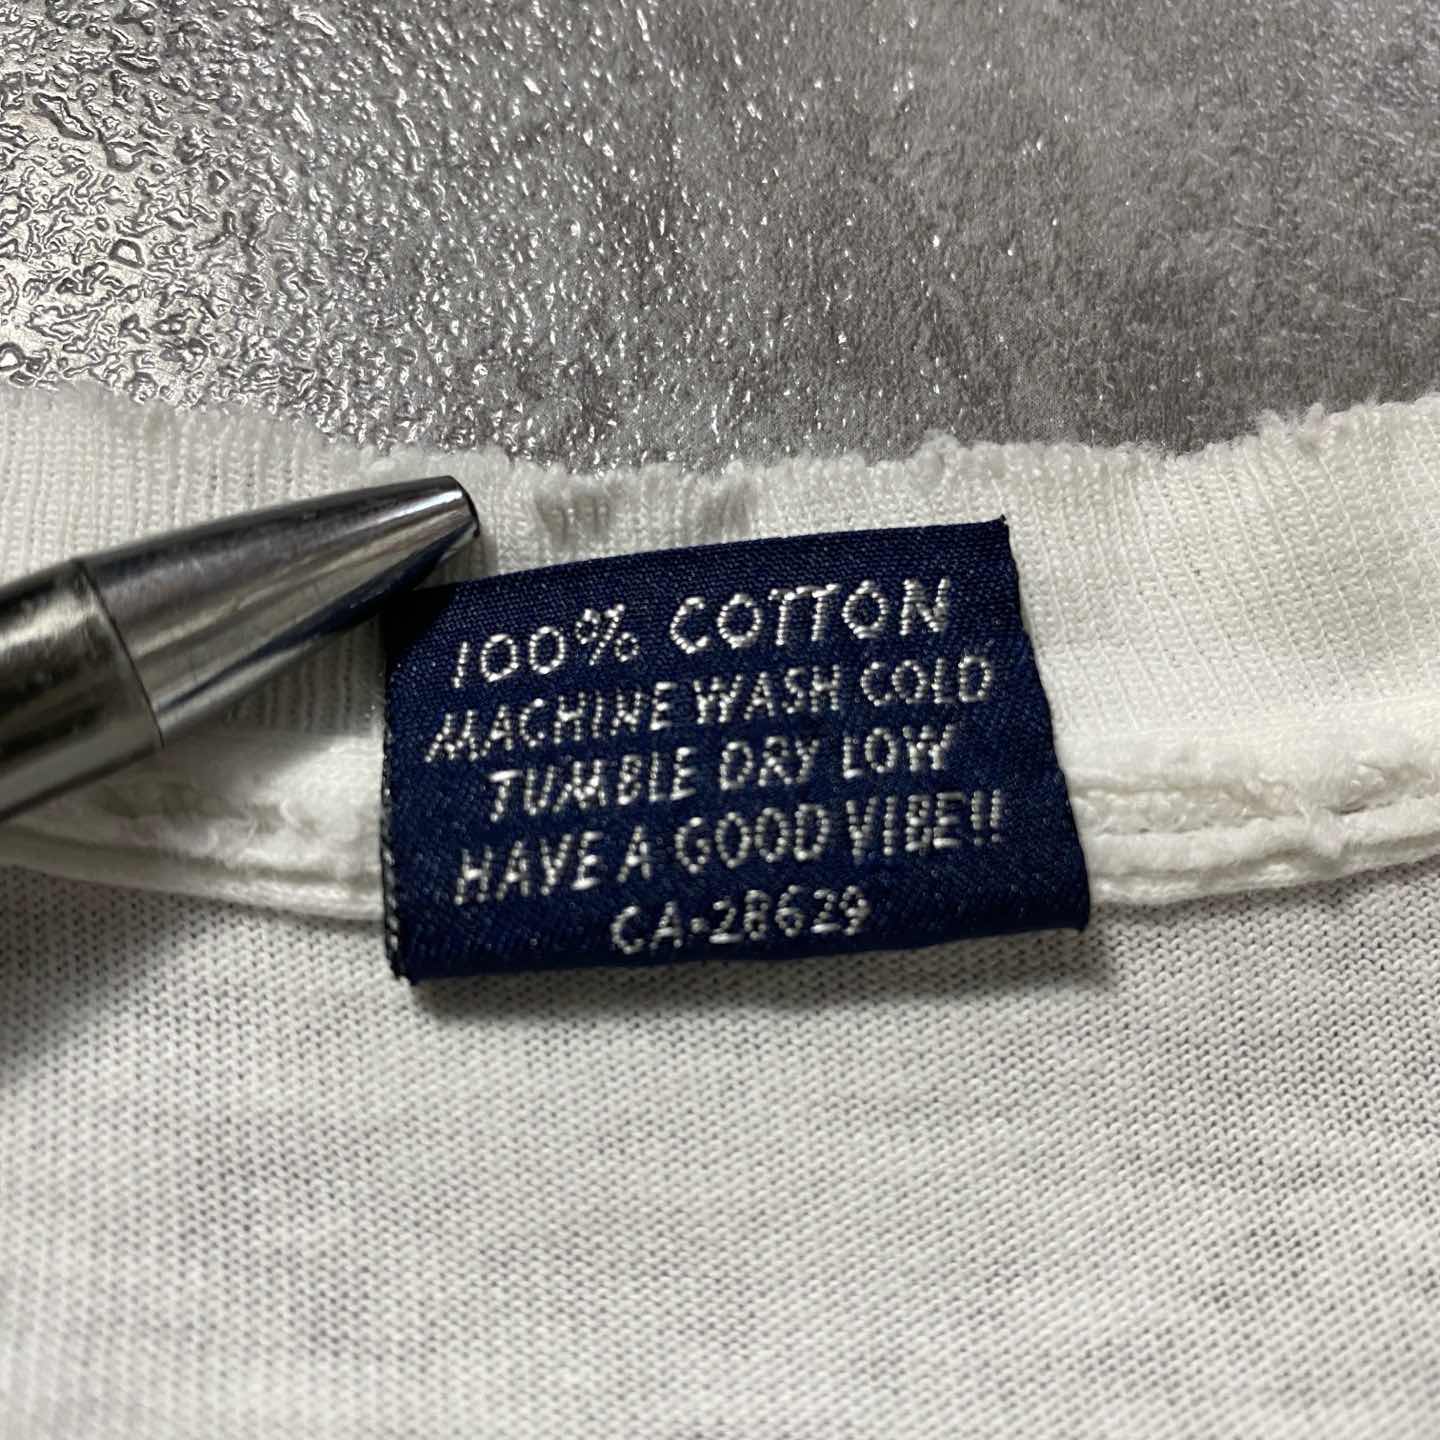 100% COTTON
MACHINE WASH COLD
TUMBLE DRY LOW
HAVE A GOOD VIBE!!
CA-28629